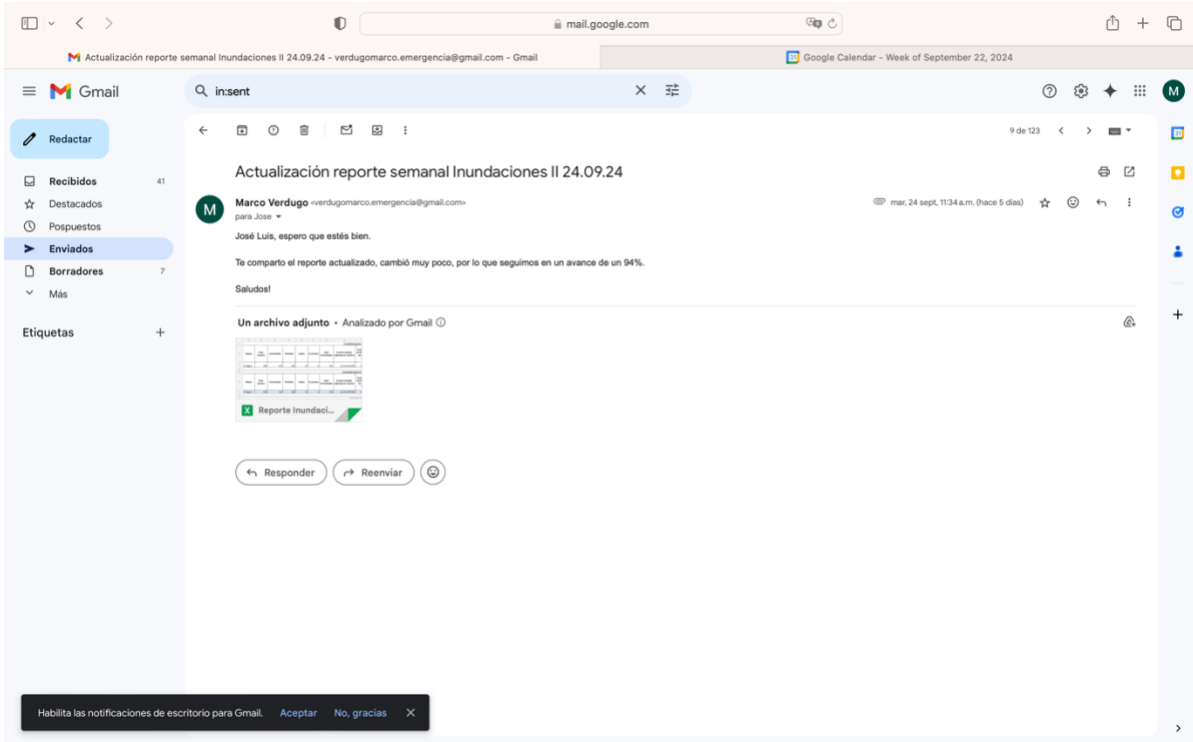 mail.google.com
Actualización reporte semanal Inundaciones II 24.09.24 - verdugomarco.emergencia@gmail.com - Gmail
Google Calendar - Week of September 22, 2024
Gmail
in:sent
M
Redactar
9 de 123
Recibidos 41
Destacados
Pospuestos
Enviados
Borradores 7
Más
Etiquetas
Actualización reporte semanal Inundaciones II 24.09.24
M
Marco Verdugo <verdugomarco.emergencia@gmail.com>
mar, 24 sept, 11:34 a.m. (hace 5 días)
para Jose
José Luis, espero que estés bien.
Te comparto el reporte actualizado, cambió muy poco, por lo que seguimos en un avance de un 94%.
Saludos!
Un archivo adjunto • Analizado por Gmail
X Reporte Inundaci...
Responder
Reenviar
Habilita las notificaciones de escritorio para Gmail. Aceptar No, gracias